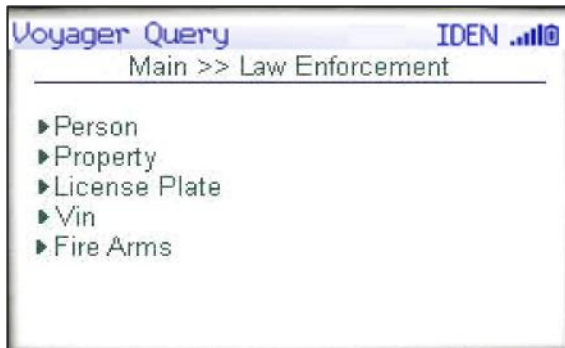 Voyager Query IDEN
Main >> Law Enforcement
Person
Property
License Plate
Vin
Fire Arms